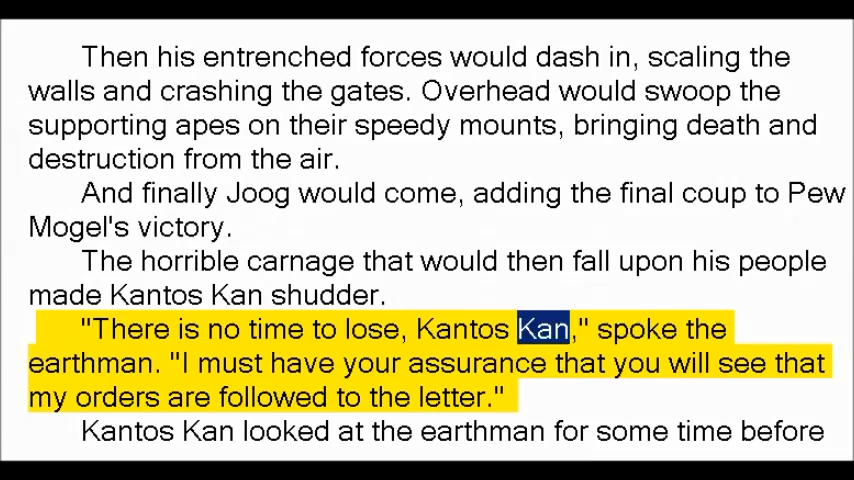 Then his entrenched forces would dash in, scaling the
walls and crashing the gates. Overhead would swoop the
supporting apes on their speedy mounts, bringing death and
destruction from the air.
And finally Joog would come, adding the final coup to Pew
Mogel's victory.
The horrible carnage that would then fall upon his people
made Kantos Kan shudder.
"There is no time to lose, Kantos Kan," spoke the
earthman. "I must have your assurance that you will see that
my orders are followed to the letter."
Kantos Kan looked at the earthman for some time before